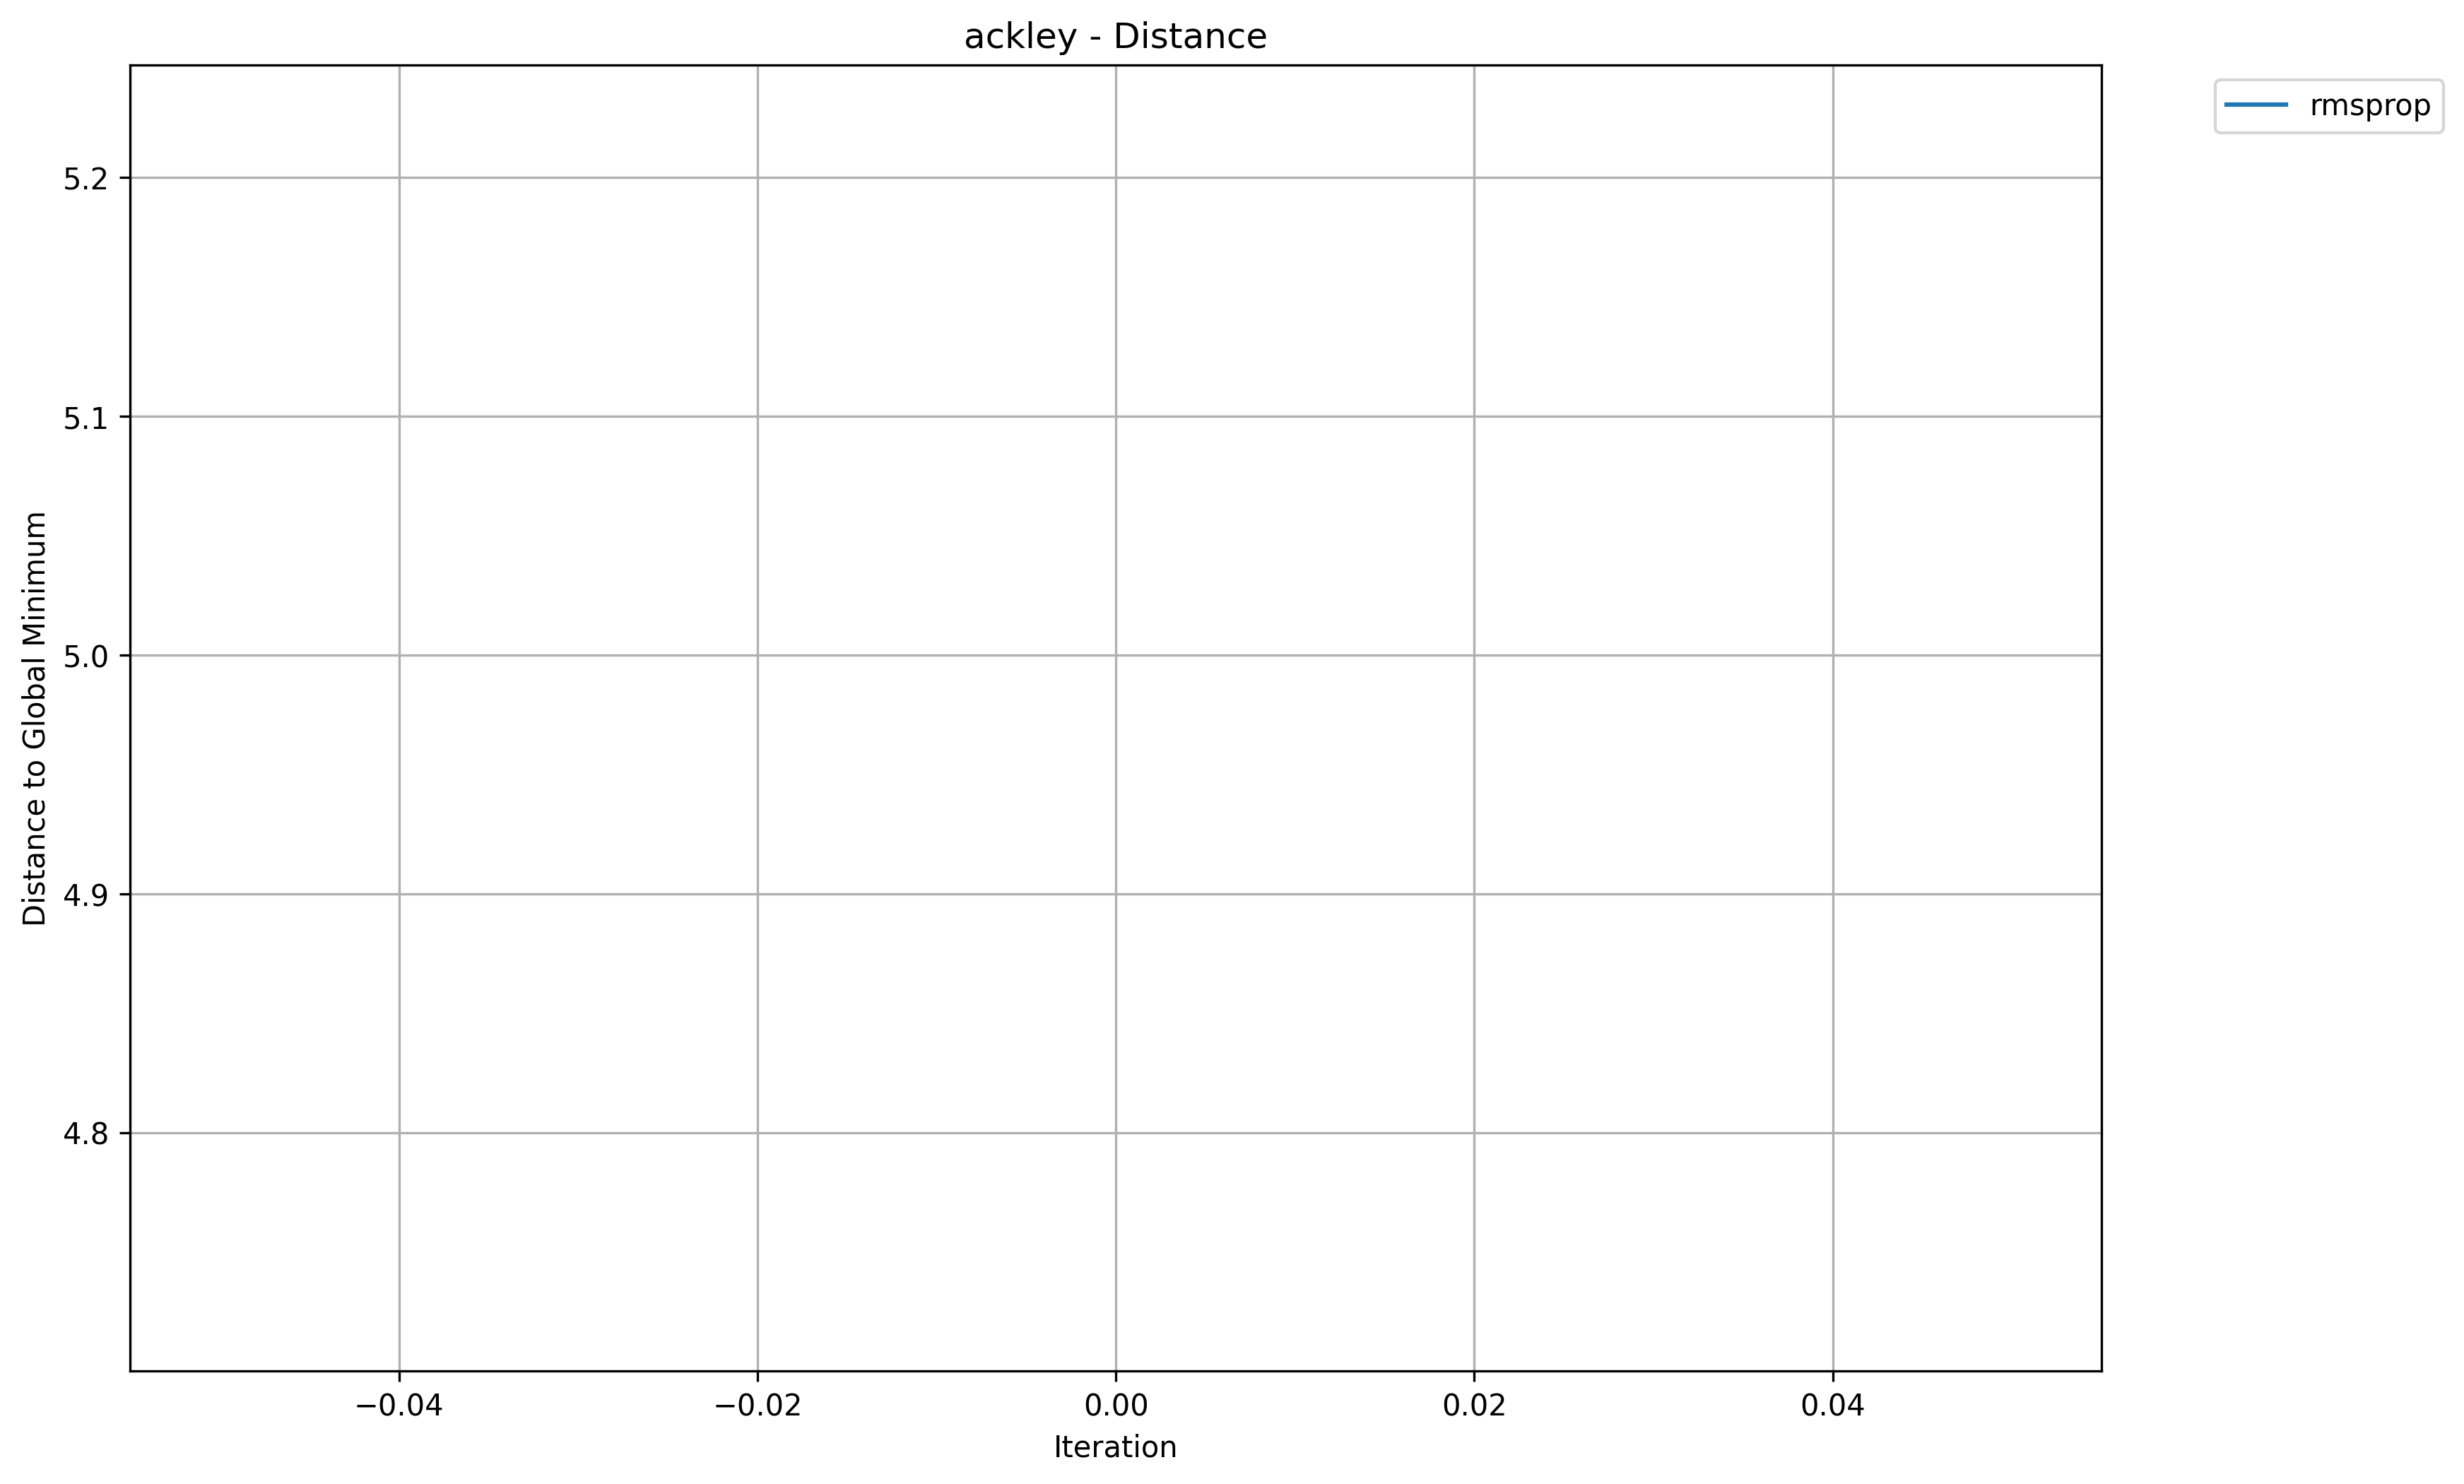 ackley - Distance
rmsprop
Distance to Global Minimum
5.2
5.1
5.0
4.9
4.8
−0.04
−0.02
0.00
0.02
0.04
Iteration